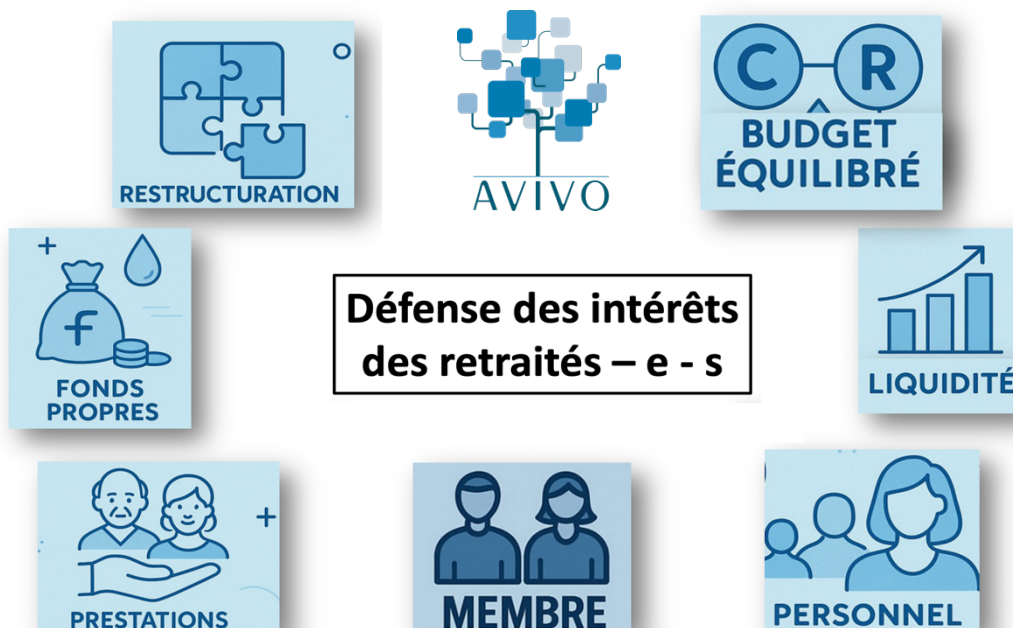 RESTRUCTURATION
AVIVO
C R
BUDGET
ÉQUILIBRÉ
f
FONDS
PROPRES
Défense des intérêts
des retraités – e - s
LIQUIDITÉ
PRESTATIONS
MEMBRE
PERSONNEL